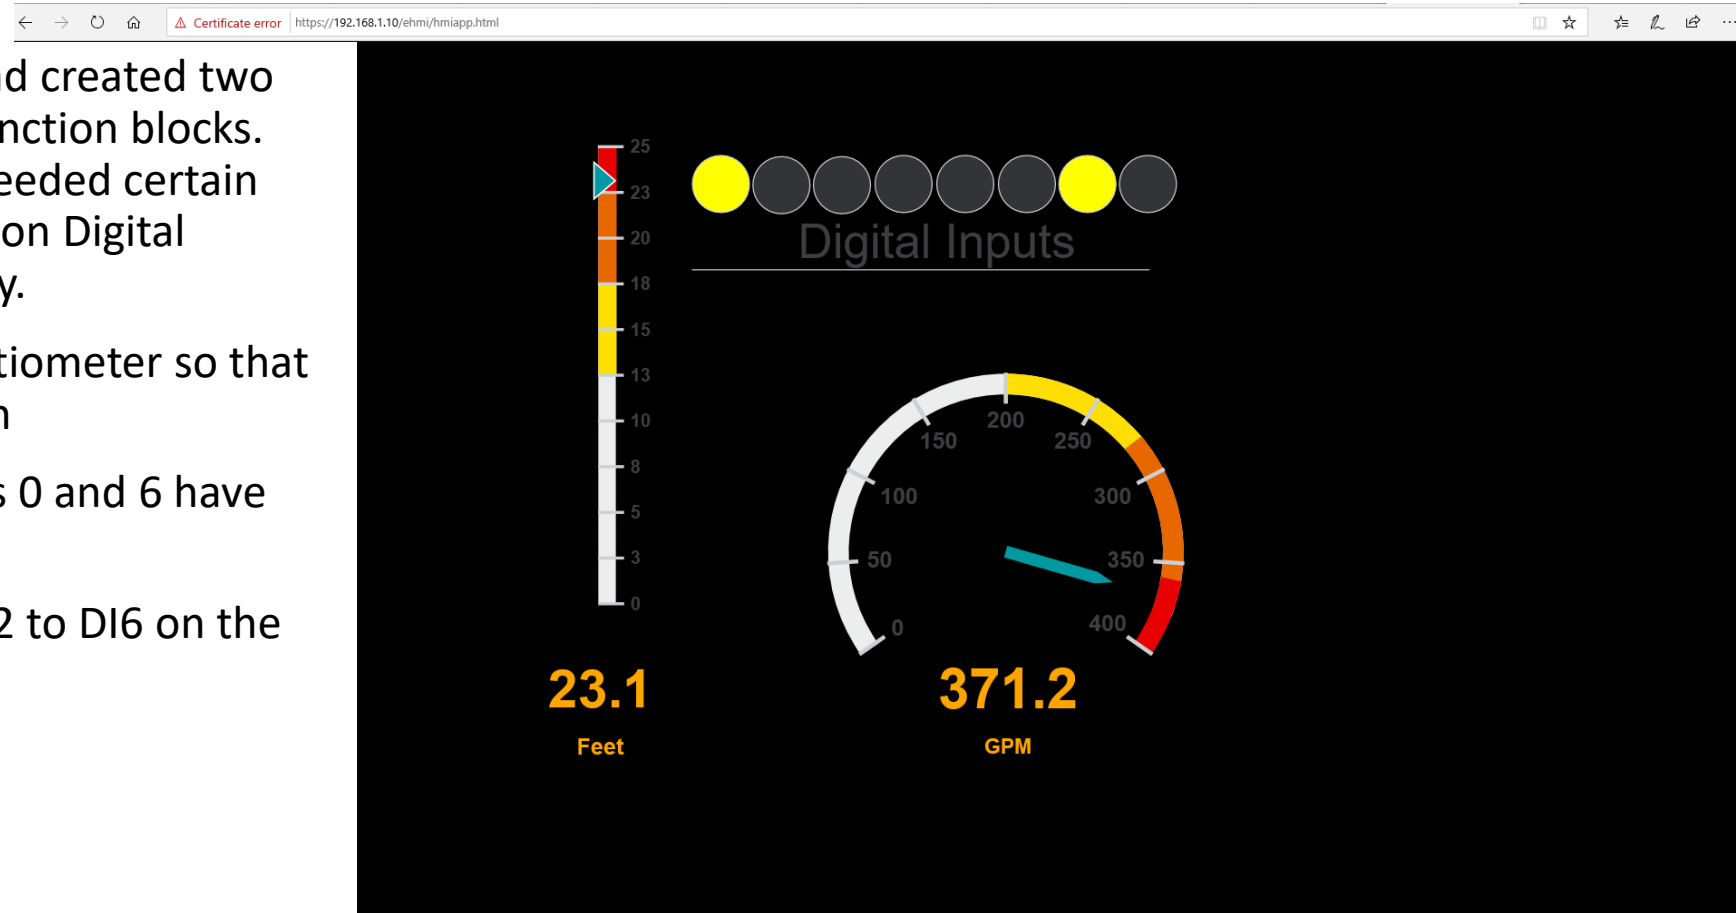 Certificate error https://192.168.1.10/ehmi/hmiapp.html
d created two
nction blocks.
eeded certain
on Digital
y.
tiometer so that
n
s 0 and 6 have
2 to DI6 on the
25
23
20
18
15
13
10
8
5
3
0
23.1
Feet
Digital Inputs
0
50
100
150
200
250
300
350
400
371.2
GPM